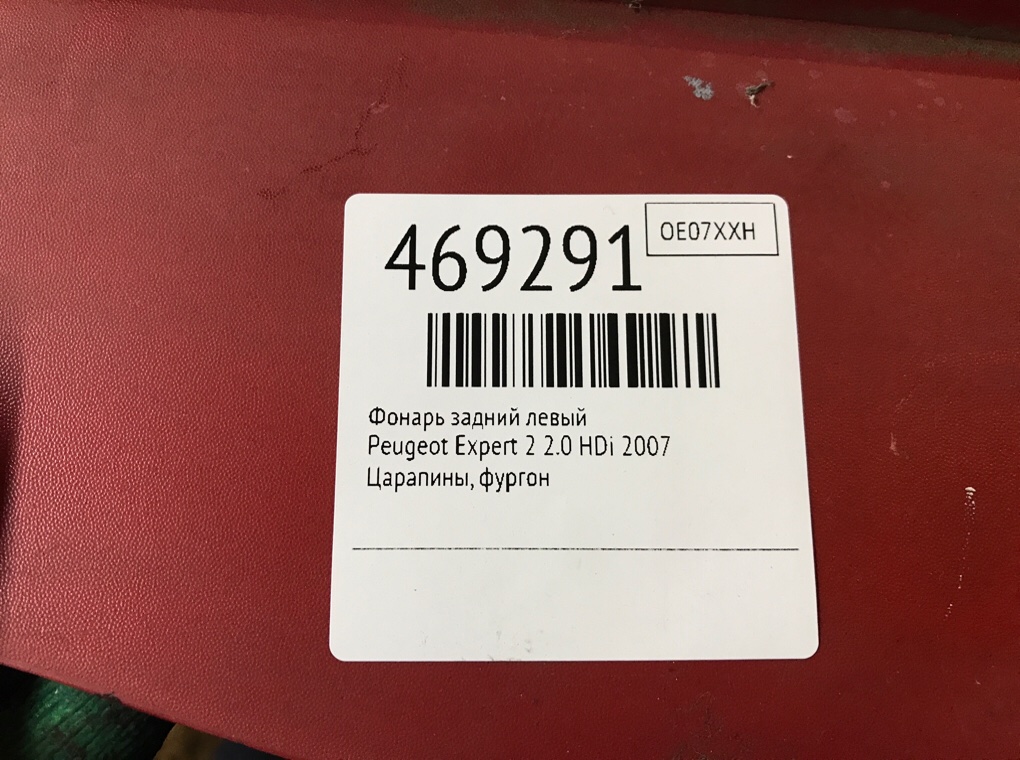 469291
OE07XXH
Фонарь задний левый
Peugeot Expert 2 2.0 HDi 2007
Царапины, фургон